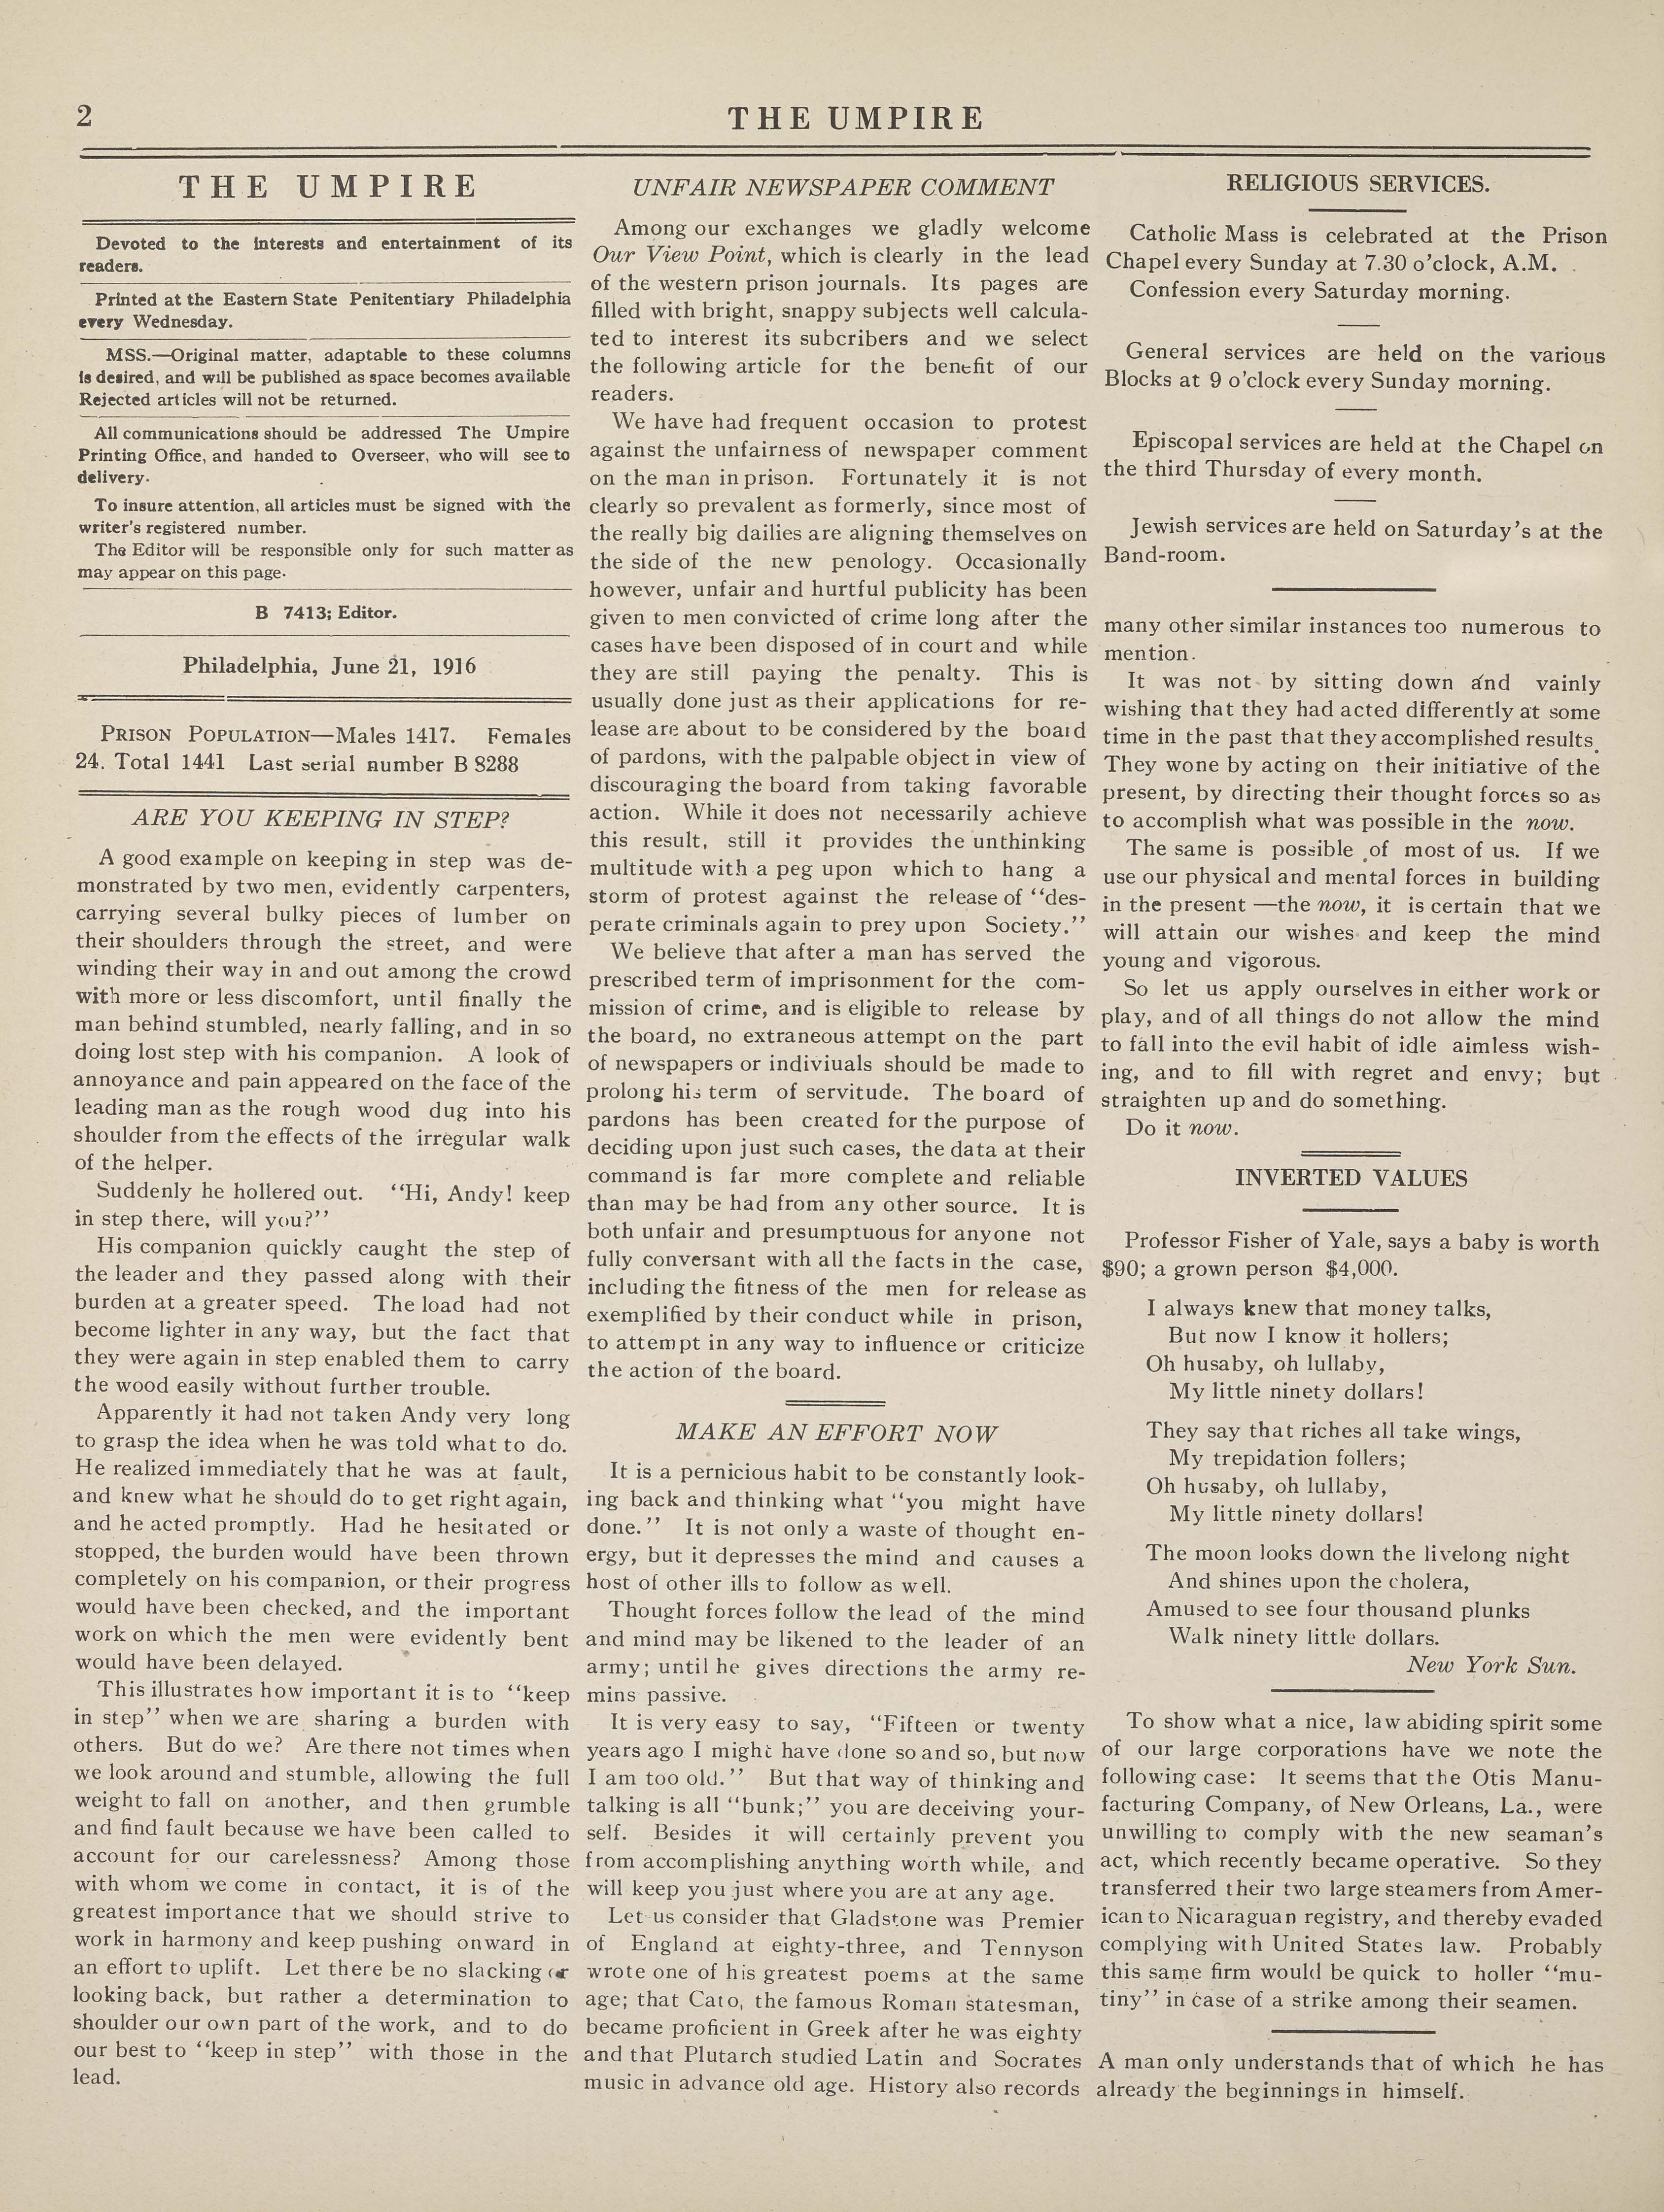 2
THE UMPIRE
THE UMPIRE
Devoted to the interests and entertainment of its
readers.
Printed at the Eastern State Penitentiary Philadelphia
every Wednesday.
MSS.—Original matter, adaptable to these columns
is desired, and will be published as space becomes available
Rejected articles will not be returned.
All communications should be addressed The Umpire
Printing Office, and handed to Overseer, who will see to
delivery.
To insure attention, all articles must be signed with the
writer's registered number.
The Editor will be responsible only for such matter as
may appear on this page.
B 7413; Editor.
Philadelphia, June 21, 1916
PRISON POPULATION—Males 1417. Females
24. Total 1441 Last serial number B 8288
ARE YOU KEEPING IN STEP?
A good example on keeping in step was de-
monstrated by two men, evidently carpenters,
carrying several bulky pieces of lumber on
their shoulders through the street, and were
winding their way in and out among the crowd
with more or less discomfort, until finally the
man behind stumbled, nearly falling, and in so
doing lost step with his companion. A look of
annoyance and pain appeared on the face of the
leading man as the rough wood dug into his
shoulder from the effects of the irregular walk
of the helper.
Suddenly he hollered out. "Hi, Andy! keep
in step there, will you?"
His companion quickly caught the step of
the leader and they passed along with their
burden at a greater speed. The load had not
become lighter in any way, but the fact that
they were again in step enabled them to carry
the wood easily without further trouble.
Apparently it had not taken Andy very long
to grasp the idea when he was told what to do.
He realized immediately that he was at fault,
and knew what he should do to get right again,
and he acted promptly. Had he hesitated or
stopped, the burden would have been thrown
completely on his companion, or their progress
would have been checked, and the important
work on which the men were evidently bent
would have been delayed.
This illustrates how important it is to "keep
in step" when we are sharing a burden with
others. But do we? Are there not times when
we look around and stumble, allowing the full
weight to fall on another, and then grumble
and find fault because we have been called to
account for our carelessness? Among those
with whom we come in contact, it is of the
greatest importance that we should strive to
work in harmony and keep pushing onward in
an effort to uplift. Let there be no slacking or
looking back, but rather a determination to
shoulder our own part of the work, and to do
our best to "keep in step" with those in the
lead.
UNFAIR NEWSPAPER COMMENT
Among our exchanges we gladly welcome
Our View Point, which is clearly in the lead
of the western prison journals. Its pages are
filled with bright, snappy subjects well calcula-
ted to interest its subcribers and we select
the following article for the benefit of our
readers.
We have had frequent occasion to protest
against the unfairness of newspaper comment
on the man in prison. Fortunately it is not
clearly so prevalent as formerly, since most of
the really big dailies are aligning themselves on
the side of the new penology. Occasionally
however, unfair and hurtful publicity has been
given to men convicted of crime long after the
cases have been disposed of in court and while
they are still paying the penalty. This is
usually done just as their applications for re-
lease are about to be considered by the board
of pardons, with the palpable object in view of
discouraging the board from taking favorable
action. While it does not necessarily achieve
this result, still it provides the unthinking
multitude with a peg upon which to hang a
storm of protest against the release of "des-
perate criminals again to prey upon Society."
We believe that after a man has served the
prescribed term of imprisonment for the com-
mission of crime, and is eligible to release by
the board, no extraneous attempt on the part
of newspapers or indiviuals should be made to
prolong his term of servitude. The board of
pardons has been created for the purpose of
deciding upon just such cases, the data at their
command is far more complete and reliable
than may be had from any other source. It is
both unfair and presumptuous for anyone not
fully conversant with all the facts in the case,
including the fitness of the men for release as
exemplified by their conduct while in prison,
to attempt in any way to influence or criticize
the action of the board.
MAKE AN EFFORT NOW
It is a pernicious habit to be constantly look-
ing back and thinking what "you might have
done." It is not only a waste of thought en-
ergy, but it depresses the mind and causes a
host of other ills to follow as well.
Thought forces follow the lead of the mind
and mind may be likened to the leader of an
army; until he gives directions the army re-
mins passive.
It is very easy to say, "Fifteen or twenty
years ago I might have done so and so, but now
I am too old." But that way of thinking and
talking is all "bunk;" you are deceiving your-
self. Besides it will certainly prevent you
from accomplishing anything worth while, and
will keep you just where you are at any age.
Let us consider that Gladstone was Premier
of England at eighty-three, and Tennyson
wrote one of his greatest poems at the same
age; that Cato, the famous Roman statesman,
became proficient in Greek after he was eighty
and that Plutarch studied Latin and Socrates
music in advance old age. History also records
RELIGIOUS SERVICES.
Catholic Mass is celebrated at the Prison
Chapel every Sunday at 7.30 o'clock, A.M.
Confession every Saturday morning.
General services are held on the various
Blocks at 9 o'clock every Sunday morning.
Episcopal services are held at the Chapel on
the third Thursday of every month.
Jewish services are held on Saturday's at the
Band-room.
many other similar instances too numerous to
mention.
It was not by sitting down and vainly
wishing that they had acted differently at some
time in the past that they accomplished results.
They wone by acting on their initiative of the
present, by directing their thought forces so as
to accomplish what was possible in the now.
The same is possible of most of us. If we
use our physical and mental forces in building
in the present—the now, it is certain that we
will attain our wishes and keep the mind
young and vigorous.
So let us apply ourselves in either work or
play, and of all things do not allow the mind
to fall into the evil habit of idle aimless wish-
ing, and to fill with regret and envy; but
straighten up and do something.
Do it now.
INVERTED VALUES
Professor Fisher of Yale, says a baby is worth
$90; a grown person $4,000.
I always knew that money talks,
But now I know it hollers;
Oh husaby, oh lullaby,
My little ninety dollars!
They say that riches all take wings,
My trepidation follers;
Oh husaby, oh lullaby,
My little ninety dollars!
The moon looks down the livelong night
And shines upon the cholera,
Amused to see four thousand plunks
Walk ninety little dollars.
New York Sun.
To show what a nice, law abiding spirit some
of our large corporations have we note the
following case: It seems that the Otis Manu-
facturing Company, of New Orleans, La., were
unwilling to comply with the new seaman's
act, which recently became operative. So they
transferred their two large steamers from Amer-
ican to Nicaraguan registry, and thereby evaded
complying with United States law. Probably
this same firm would be quick to holler "mu-
tiny" in case of a strike among their seamen.
A man only understands that of which he has
already the beginnings in himself.